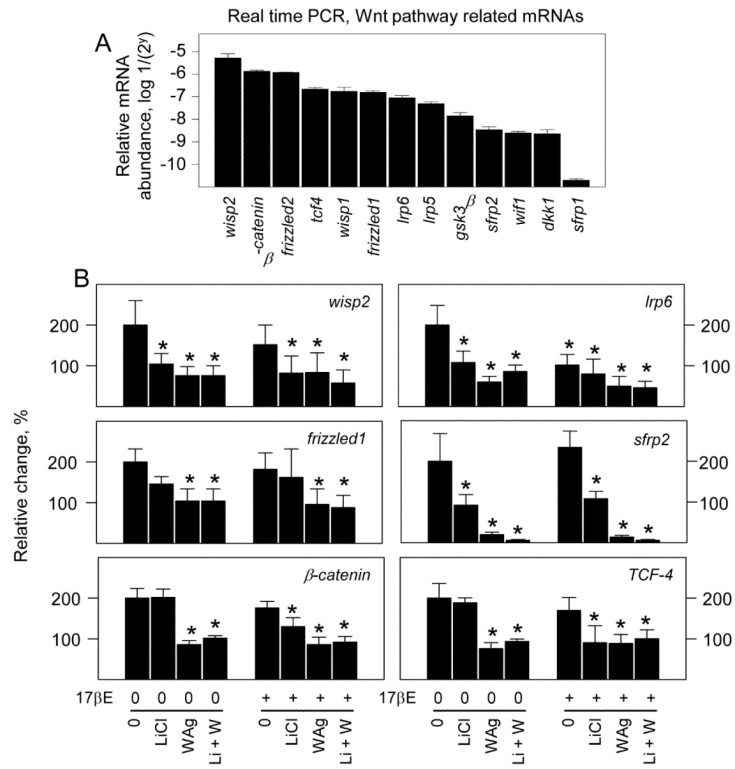 Real time PCR, Wnt pathway related mRNAs
A
Relative mRNA
abundance, log 1/(2ʸ)
-5
-6
-7
-8
-9
-10
wisp2
-catenin
β
frizzled2
tcf4
wisp1
frizzled1
lrp6
lrp5
gsk3β
sfrp2
wif1
dkk1
sfrp1
B
Relative change, %
wisp2
200
100
* * *
* * *
lrp6
200
100
* * *
* * * *
frizzled1
200
100
* *
* *
sfrp2
200
100
* * *
* * *
β-catenin
200
100
* *
* * *
TCF-4
200
100
* *
* * *
17βE 0 0 0 0 + + + +
0 LiCl WAg Li + W 0 LiCl WAg Li + W
17βE 0 0 0 0 + + + +
0 LiCl WAg Li + W 0 LiCl WAg Li + W